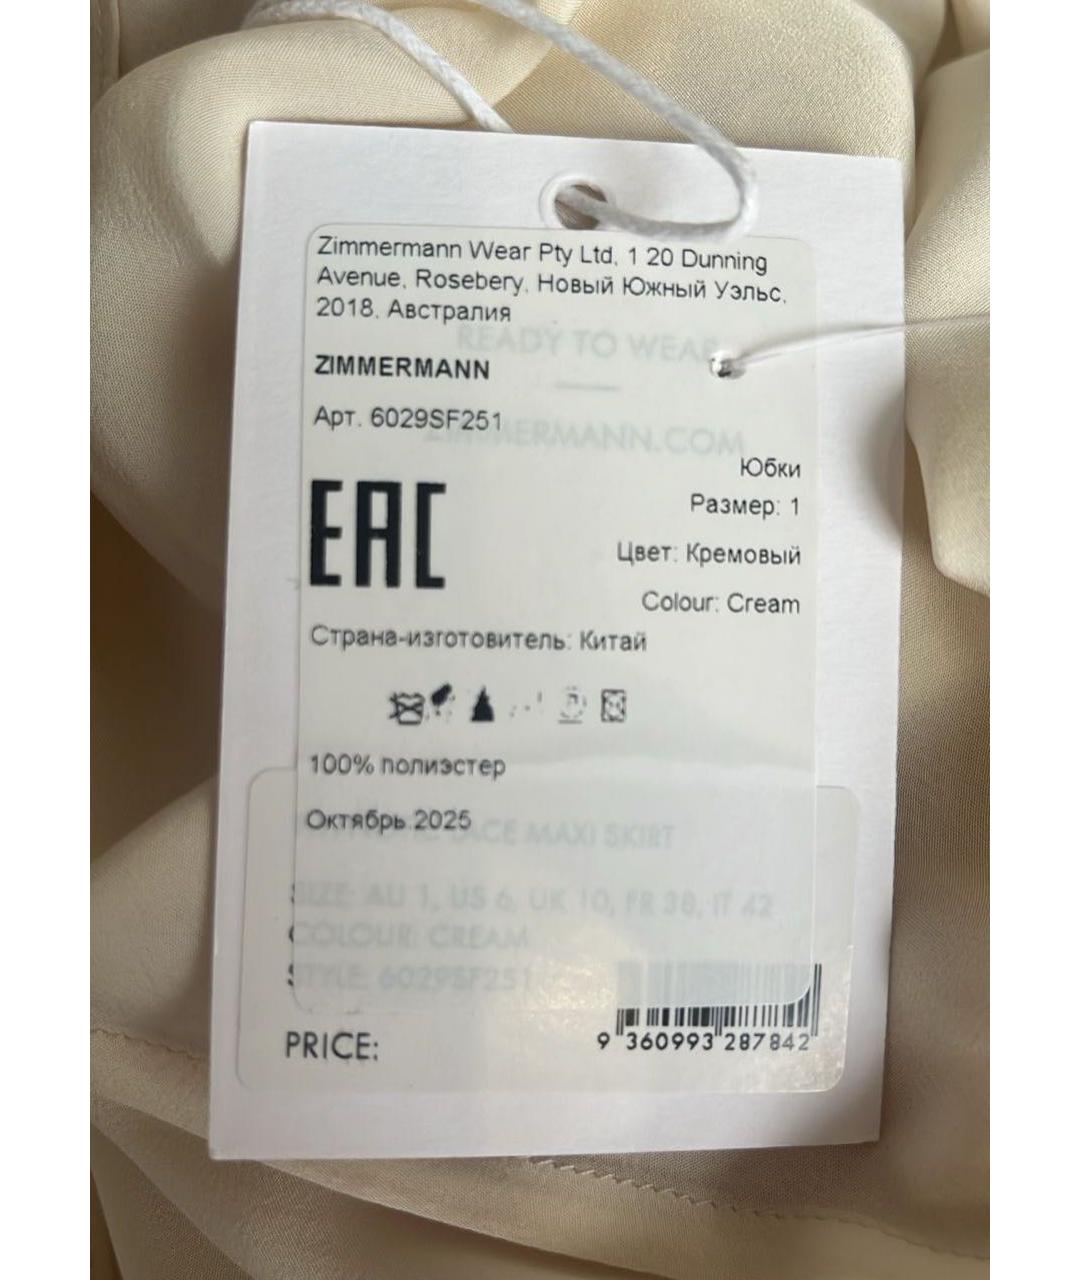 Zimmermann Wear Pty Ltd, 1 20 Dunning
Avenue, Rosebery, Новый Южный Уэльс,
2018, Австралия
READY TO WEAR
ZIMMERMANN
Арт. 6029SF251
ZIMMERMANN.COM
Юбки
Размер: 1
EAC
Цвет: Кремовый
Colour: Cream
Страна-изготовитель: Китай
100% полиэстер
Октябрь.2025
LACE MAXI SKIRT
SIZE: AU 1, US 6, UK 10, FR 38, IT 42
COLOUR: CREAM
STYLE: 6029SF251
PRICE:
9 360993 287842